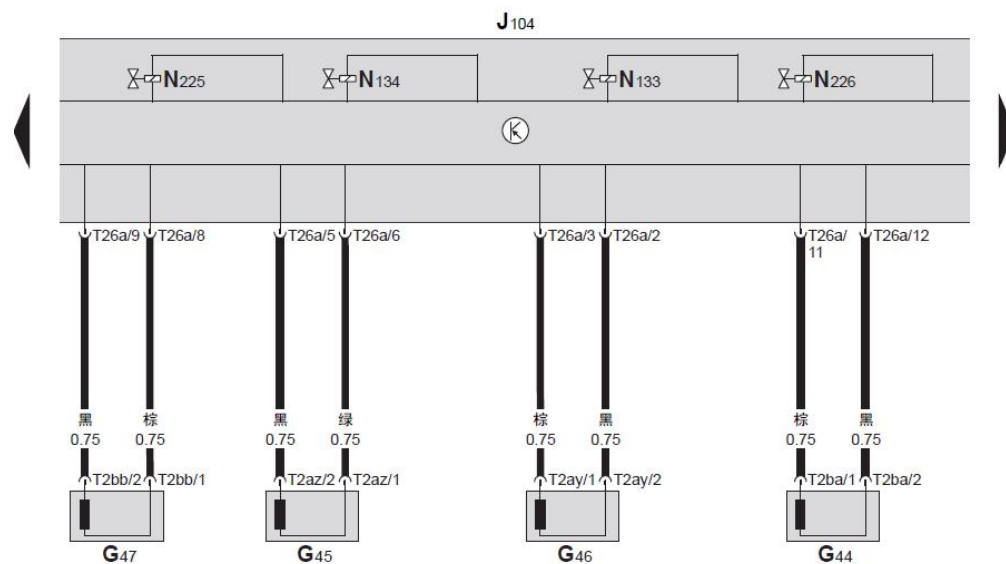 J104
N225 N134 N133 N226
T26a/9 T26a/8 T26a/5 T26a/6 T26a/3 T26a/2 T26a/ T26a/12
11
黑 棕 黑 绿 棕 黑 棕 黑
0.75 0.75 0.75 0.75 0.75 0.75 0.75 0.75
T2bb/2 T2bb/1 T2az/2 T2az/1 T2ay/1 T2ay/2 T2ba/1 T2ba/2
G47 G45 G46 G44